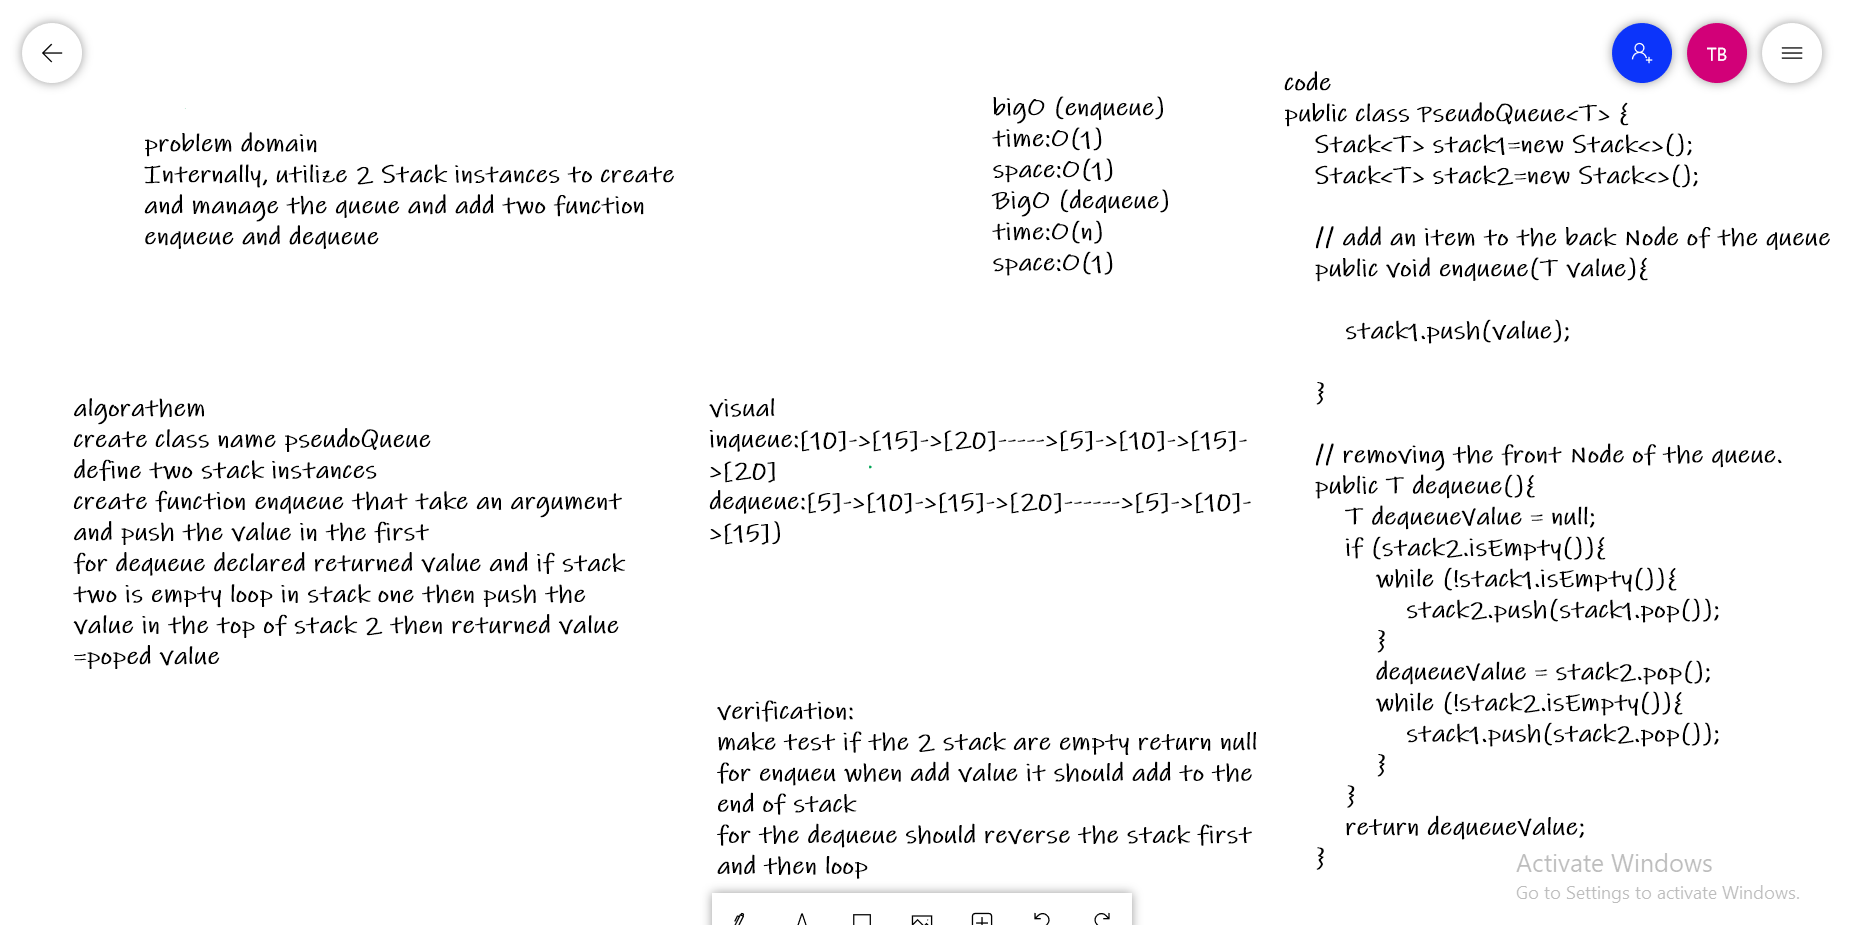 TB
problem domain
Internally, utilize 2 Stack instances to create
and manage the queue and add two function
enqueue and dequeue
bigO (enqueue)
time:O(1)
space:O(1)
BigO (dequeue)
time:O(n)
space:O(1)
algorathem
create class name pseudoQueue
define two stack instances
create function enqueue that take an argument
and push the value in the first
for dequeue declared returned value and if stack
two is empty loop in stack one then push the
value in the top of stack 2 then returned value
=poped value
visual
inqueue:[10]->[15]->[20]----->[5]->[10]->[15]-
>[20]
dequeue:[5]->[10]->[15]->[20]------>[5]->[10]-
>[15])
verification:
make test if the 2 stack are empty return null
for enqueu when add value it should add to the
end of stack
for the dequeue should reverse the stack first
and then loop
code
public class PseudoQueue<T> {
Stack<T> stack1=new Stack<>();
Stack<T> stack2=new Stack<>();
// add an item to the back Node of the queue
public void enqueue(T value){
stack1.push(value);
}
// removing the front Node of the queue.
public T dequeue(){
T dequeueValue = null;
if (stack2.isEmpty()){
while (!stack1.isEmpty()){
stack2.push(stack1.pop());
}
dequeueValue = stack2.pop();
while (!stack2.isEmpty()){
stack1.push(stack2.pop());
}
}
return dequeueValue;
}
Activate Windows
Go to Settings to activate Windows.